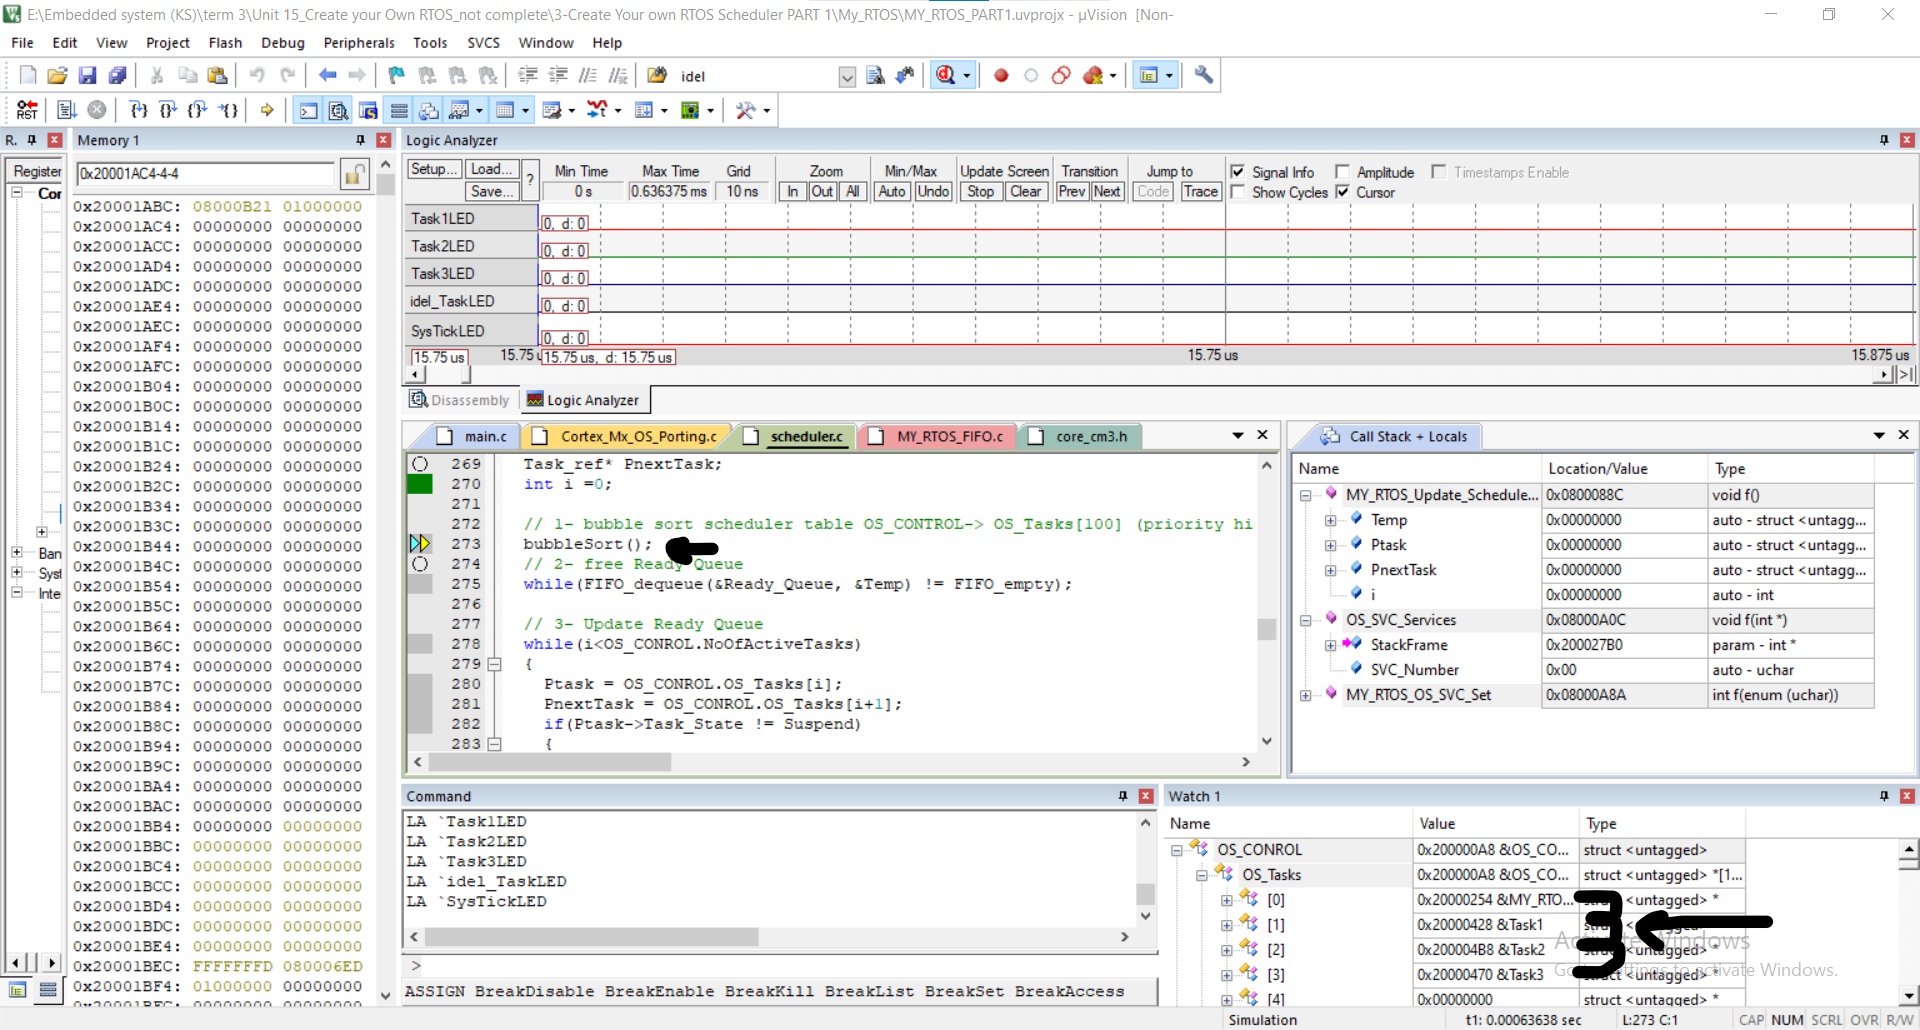 E:\Embedded system (KS)\term 3\Unit 15_Create your Own RTOS_not complete\3-Create Your own RTOS Scheduler PART 1\My_RTOS\MY_RTOS_PART1.uvprojx - µVision  [Non-
File Edit View Project Flash Debug Peripherals Tools SVCS Window Help
idel
RST
R.
Register
Cor
Ban
Syst
Inte
Memory 1
0x20001AC4-4-4
0x20001ABC: 08000B21 01000000
0x20001AC4: 00000000 00000000
0x20001ACC: 00000000 00000000
0x20001AD4: 00000000 00000000
0x20001ADC: 00000000 00000000
0x20001AE4: 00000000 00000000
0x20001AEC: 00000000 00000000
0x20001AF4: 00000000 00000000
0x20001AFC: 00000000 00000000
0x20001B04: 00000000 00000000
0x20001B0C: 00000000 00000000
0x20001B14: 00000000 00000000
0x20001B1C: 00000000 00000000
0x20001B24: 00000000 00000000
0x20001B2C: 00000000 00000000
0x20001B34: 00000000 00000000
0x20001B3C: 00000000 00000000
0x20001B44: 00000000 00000000
0x20001B4C: 00000000 00000000
0x20001B54: 00000000 00000000
0x20001B5C: 00000000 00000000
0x20001B64: 00000000 00000000
0x20001B6C: 00000000 00000000
0x20001B74: 00000000 00000000
0x20001B7C: 00000000 00000000
0x20001B84: 00000000 00000000
0x20001B8C: 00000000 00000000
0x20001B94: 00000000 00000000
0x20001B9C: 00000000 00000000
0x20001BA4: 00000000 00000000
0x20001BAC: 00000000 00000000
0x20001BB4: 00000000 00000000
0x20001BBC: 00000000 00000000
0x20001BC4: 00000000 00000000
0x20001BCC: 00000000 00000000
0x20001BD4: 00000000 00000000
0x20001BDC: 00000000 00000000
0x20001BE4: 00000000 00000000
0x20001BEC: FFFFFFFD 080006ED
0x20001BF4: 01000000 00000000
Logic Analyzer
Setup... Load... Min Time Max Time Grid Zoom Min/Max Update Screen Transition Jump to Signal Info Amplitude Timestamps Enable
Save... ? 0 s 0.636375 ms 10 ns In Out All Auto Undo Stop Clear Prev Next Code Trace Show Cycles Cursor
Task1LED 0, d: 0
Task2LED 0, d: 0
Task3LED 0, d: 0
idel_TaskLED 0, d: 0
SysTickLED 0, d: 0
15.75 us 15.75 u 15.75 us, d: 15.75 us 15.75 us 15.875 us
Disassembly Logic Analyzer
main.c Cortex_Mx_OS_Porting.c scheduler.c MY_RTOS_FIFO.c core_cm3.h
269 Task_ref* PnextTask;
270 int i =0;
271
272 // 1- bubble sort scheduler table OS_CONTROL-> OS_Tasks[100] (priority hi
273 bubbleSort();
274 // 2- free Ready Queue
275 while(FIFO_dequeue(&Ready_Queue, &Temp) != FIFO_empty);
276
277 // 3- Update Ready Queue
278 while(i<OS_CONROL.NoOfActiveTasks)
279 {
280 Ptask = OS_CONROL.OS_Tasks[i];
281 PnextTask = OS_CONROL.OS_Tasks[i+1];
282 if(Ptask->Task_State != Suspend)
283 {
Call Stack + Locals
Name Location/Value Type
MY_RTOS_Update_Schedule... 0x0800088C void f()
Temp 0x00000000 auto - struct <untagg...
Ptask 0x00000000 auto - struct <untagg...
PnextTask 0x00000000 auto - struct <untagg...
i 0x00000000 auto - int
OS_SVC_Services 0x08000A0C void f(int *)
StackFrame 0x200027B0 param - int *
SVC_Number 0x00 auto - uchar
MY_RTOS_OS_SVC_Set 0x08000A8A int f(enum (uchar))
Command
LA `Task1LED
LA `Task2LED
LA `Task3LED
LA `idel_TaskLED
LA `SysTickLED
>
ASSIGN BreakDisable BreakEnable BreakKill BreakList BreakSet BreakAccess
Watch 1
Name Value Type
OS_CONROL 0x200000A8 &OS_CO... struct <untagged>
OS_Tasks 0x200000A8 &OS_CO... struct <untagged> *[1...
[0] 0x20000254 &MY_RTO... struct <untagged> *
[1] 0x20000428 &Task1
[2] 0x200004B8 &Task2 <untagged> *
[3] 0x20000470 &Task3
[4] 0x00000000 struct <untagged> *
3
Activate Windows
Go to Settings to activate Windows.
Simulation t1: 0.00063638 sec L:273 C:1 CAP NUM SCRL OVR R/W